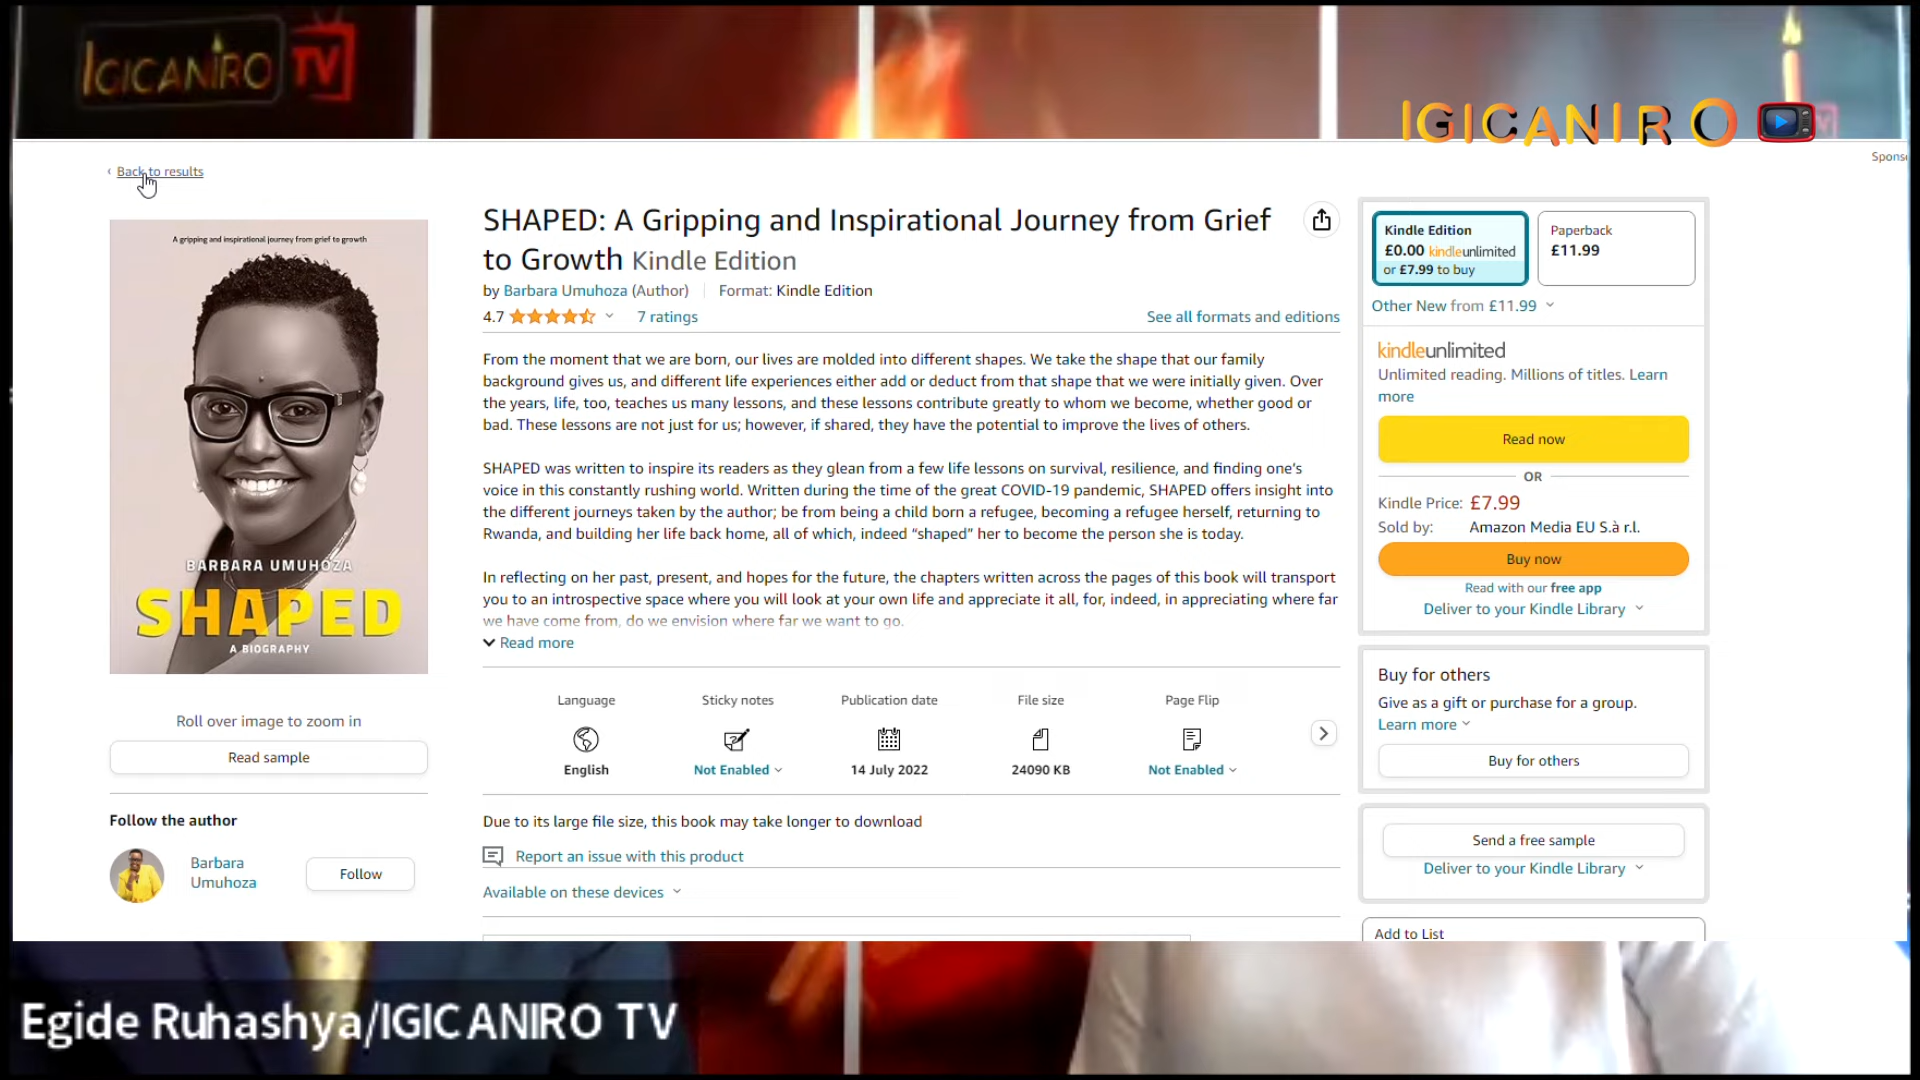 IGICANIRO TV
IGICANIRO
Spons
‹ Back to results
A gripping and inspirational journey from grief to growth
BARBARA UMUHOZA
SHAPED
A BIOGRAPHY
Roll over image to zoom in
Read sample
Follow the author
Barbara
Umuhoza
Follow
SHAPED: A Gripping and Inspirational Journey from Grief
to Growth Kindle Edition
by Barbara Umuhoza (Author) Format: Kindle Edition
4.7 7 ratings See all formats and editions
From the moment that we are born, our lives are molded into different shapes. We take the shape that our family
background gives us, and different life experiences either add or deduct from that shape that we were initially given. Over
the years, life, too, teaches us many lessons, and these lessons contribute greatly to whom we become, whether good or
bad. These lessons are not just for us; however, if shared, they have the potential to improve the lives of others.
SHAPED was written to inspire its readers as they glean from a few life lessons on survival, resilience, and finding one's
voice in this constantly rushing world. Written during the time of the great COVID-19 pandemic, SHAPED offers insight into
the different journeys taken by the author; be from being a child born a refugee, becoming a refugee herself, returning to
Rwanda, and building her life back home, all of which, indeed “shaped” her to become the person she is today.
In reflecting on her past, present, and hopes for the future, the chapters written across the pages of this book will transport
you to an introspective space where you will look at your own life and appreciate it all, for, indeed, in appreciating where far
we have come from, do we envision where far we want to go.
Read more
Language Sticky notes Publication date File size Page Flip
English Not Enabled 14 July 2022 24090 KB Not Enabled
Due to its large file size, this book may take longer to download
Report an issue with this product
Available on these devices
Kindle Edition
£0.00 kindleunlimited
or £7.99 to buy
Paperback
£11.99
Other New from £11.99
kindleunlimited
Unlimited reading. Millions of titles. Learn
more
Read now
OR
Kindle Price: £7.99
Sold by: Amazon Media EU S.à r.l.
Buy now
Read with our free app
Deliver to your Kindle Library
Buy for others
Give as a gift or purchase for a group.
Learn more
Buy for others
Send a free sample
Deliver to your Kindle Library
Add to List
Egide Ruhashya/IGICANIRO TV